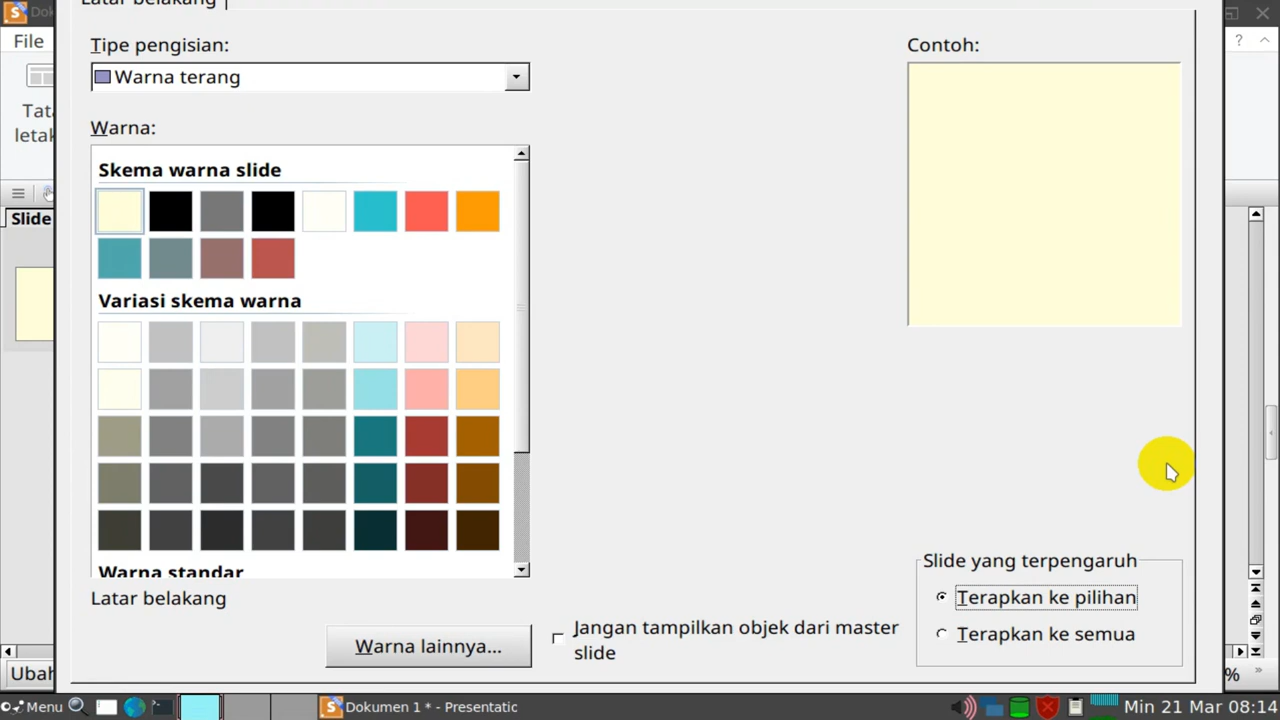 Dok
File
?
Latar belakang
Tipe pengisian:
Warna terang
Contoh:
Tata
letak
Warna:
Skema warna slide
Slide
Variasi skema warna
Warna standar
Latar belakang
Warna lainnya...
Jangan tampilkan objek dari master
slide
Slide yang terpengaruh
Terapkan ke pilihan
Terapkan ke semua
Ubah
%
Menu
Dokumen 1 * - Presentatic
Min 21 Mar 08:14